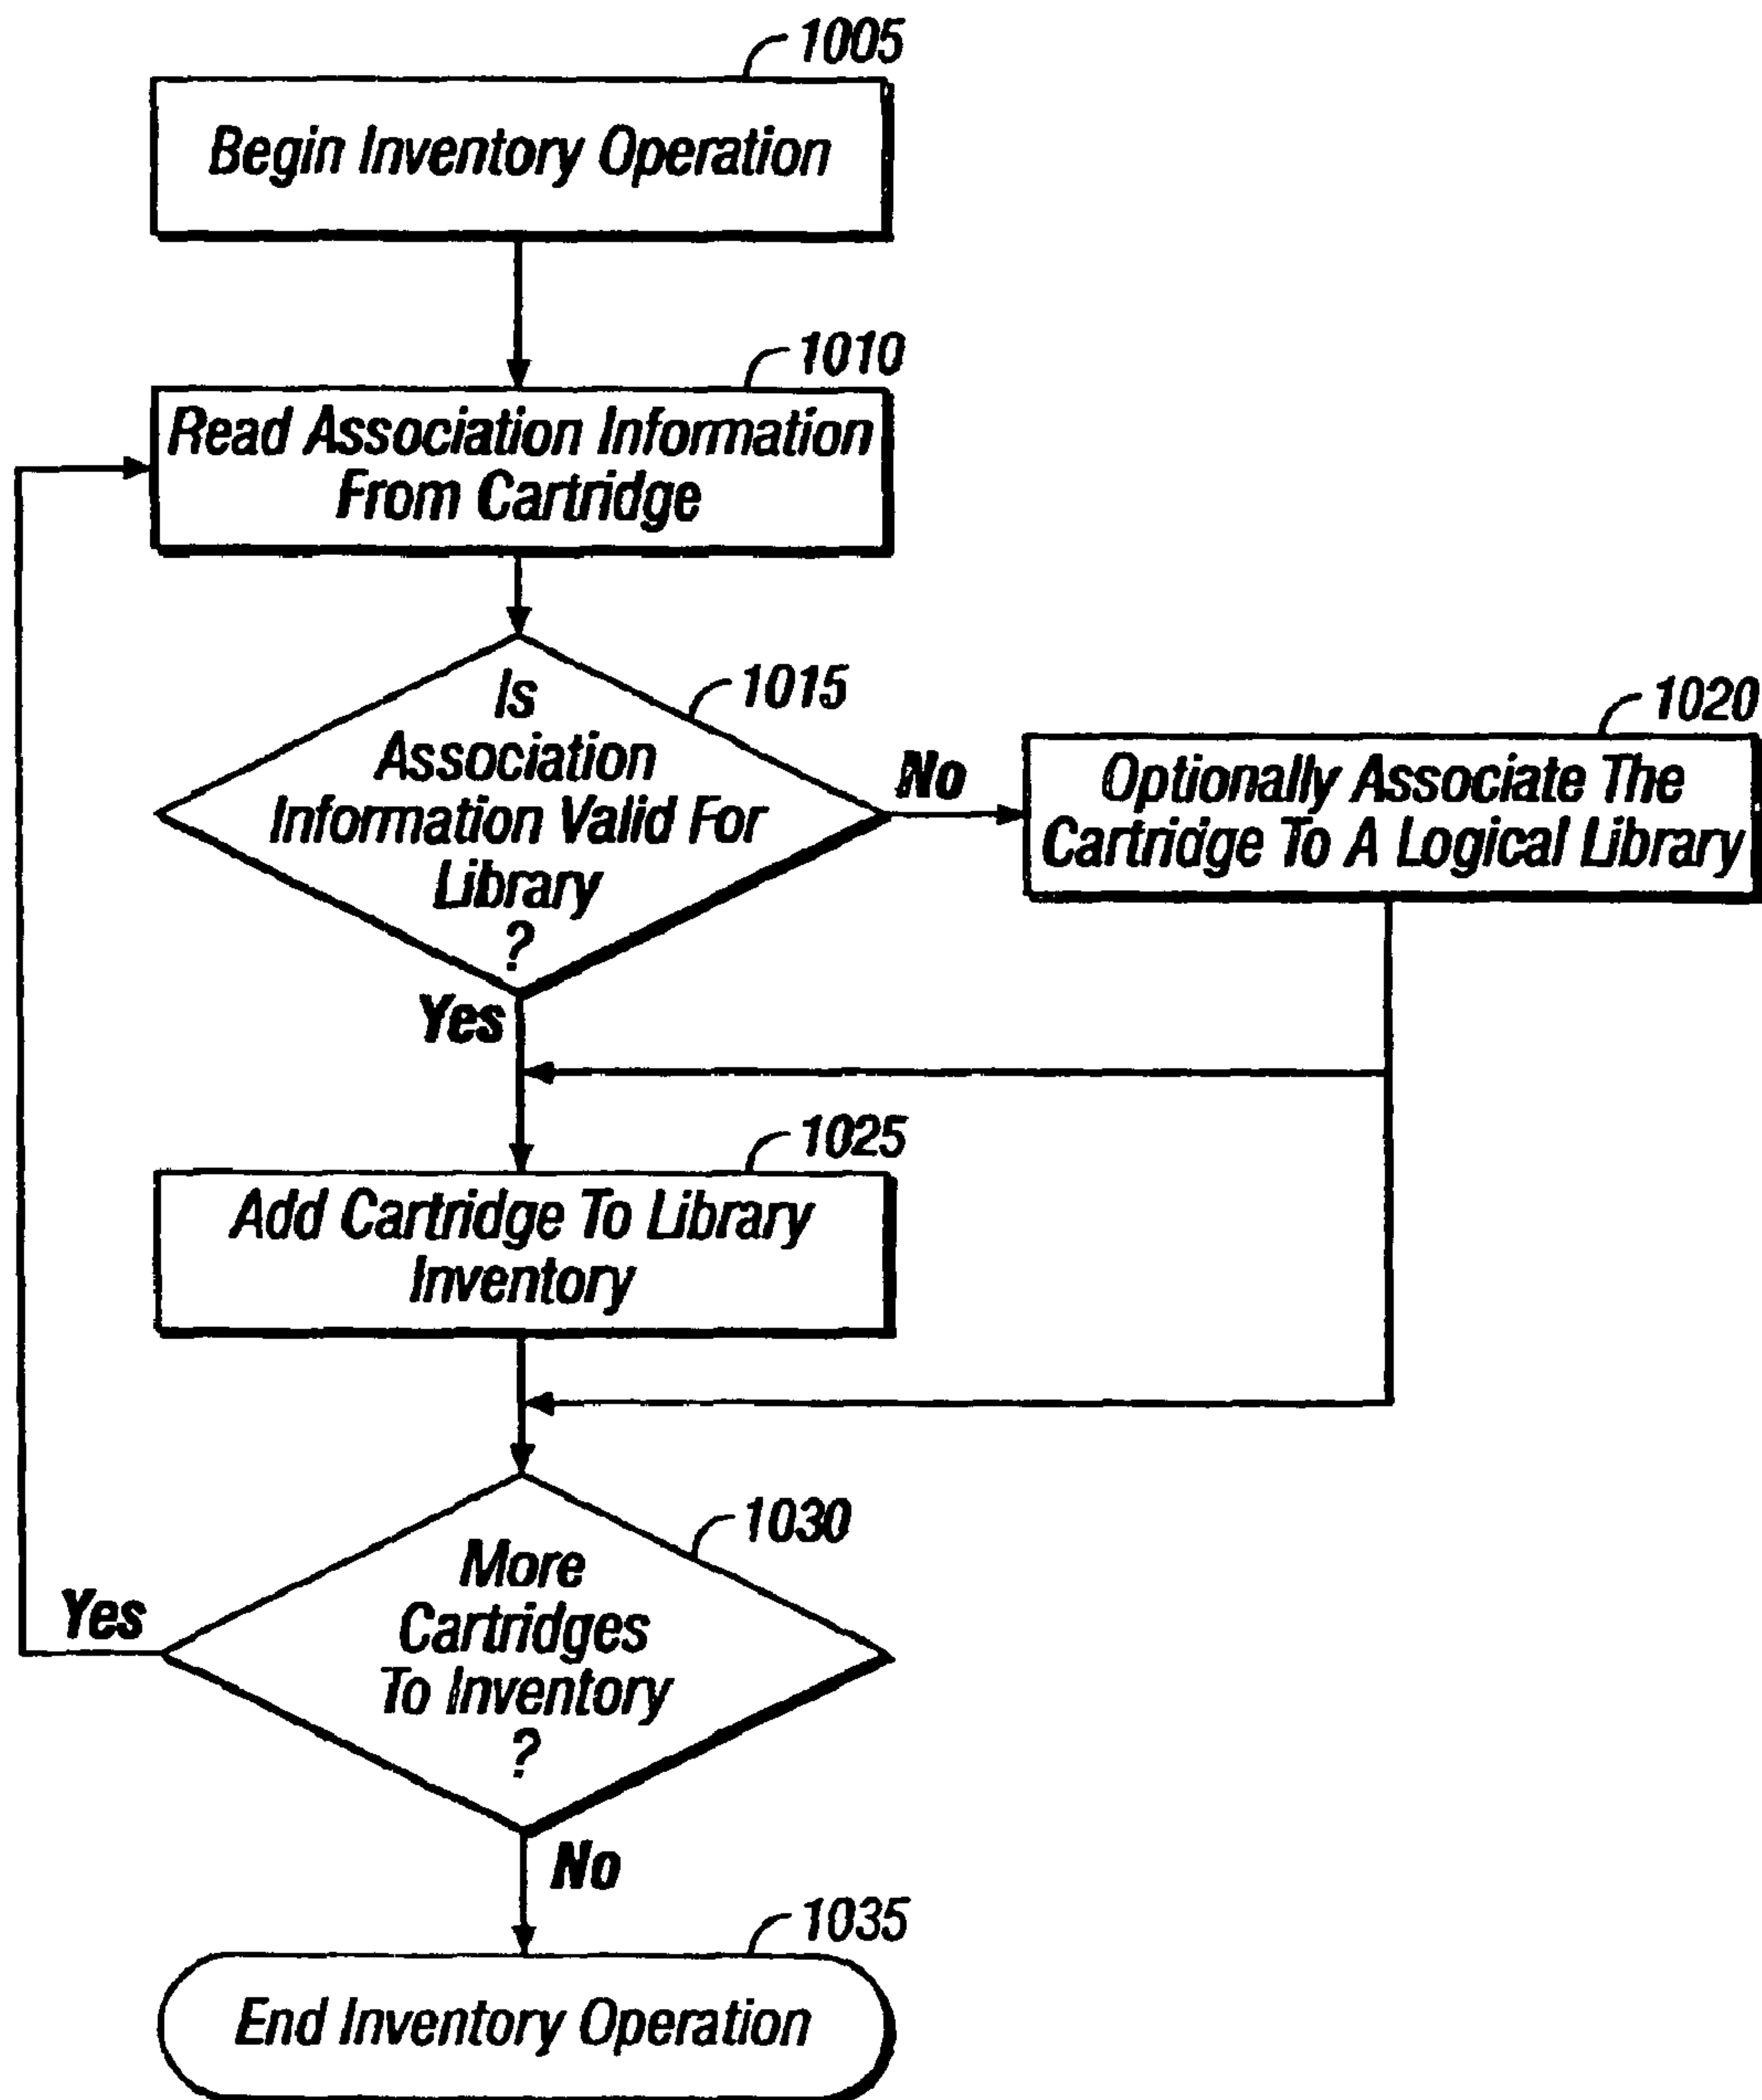 1005
Begin Inventory Operation
1010
Read Association Information
From Cartridge
1015
Is
Association
Information Valid For
Library
?
No
1020
Optionally Associate The
Cartridge To A Logical Library
Yes
1025
Add Cartridge To Library
Inventory
1030
More
Cartridges
To Inventory
?
Yes
No
1035
End Inventory Operation